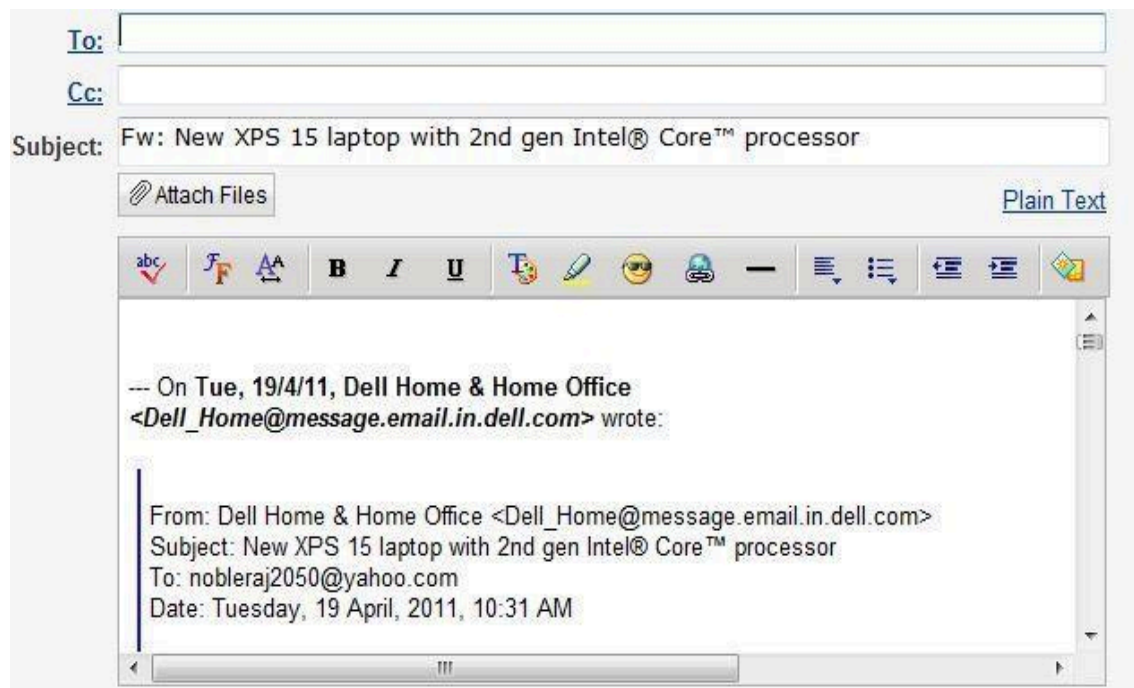 To:
Cc:
Subject: Fw: New XPS 15 laptop with 2nd gen Intel® Core™ processor
Attach Files
Plain Text
abc F F A A B I U T
--- On Tue, 19/4/11, Dell Home & Home Office
<Dell_Home@message.email.in.dell.com> wrote:
From: Dell Home & Home Office <Dell_Home@message.email.in.dell.com>
Subject: New XPS 15 laptop with 2nd gen Intel® Core™ processor
To: nobleraj2050@yahoo.com
Date: Tuesday, 19 April, 2011, 10:31 AM